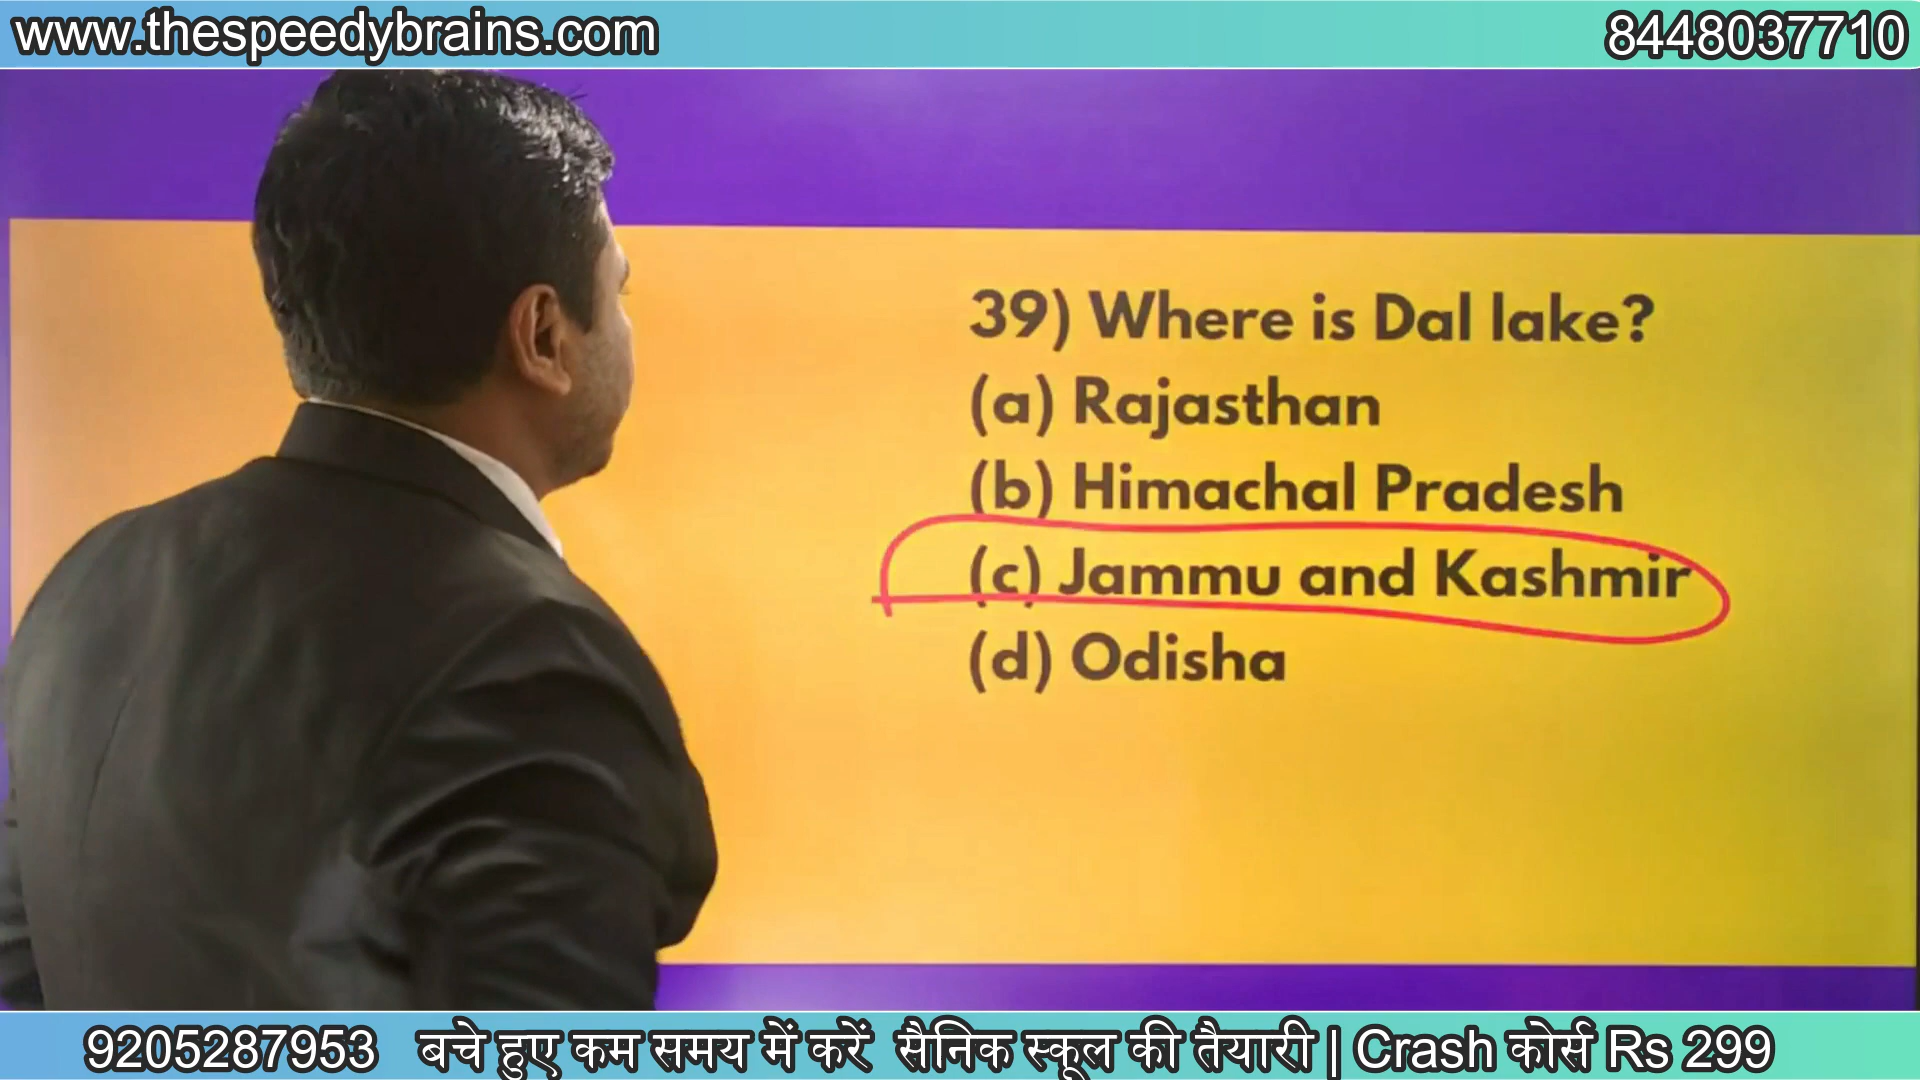 www.thespeedybrains.com
8448037710
39) Where is Dal lake?
(a) Rajasthan
(b) Himachal Pradesh
(c) Jammu and Kashmir
(d) Odisha
9205287953 बचे हुए कम समय में करें सैनिक स्कूल की तैयारी | Crash कोर्स Rs 299